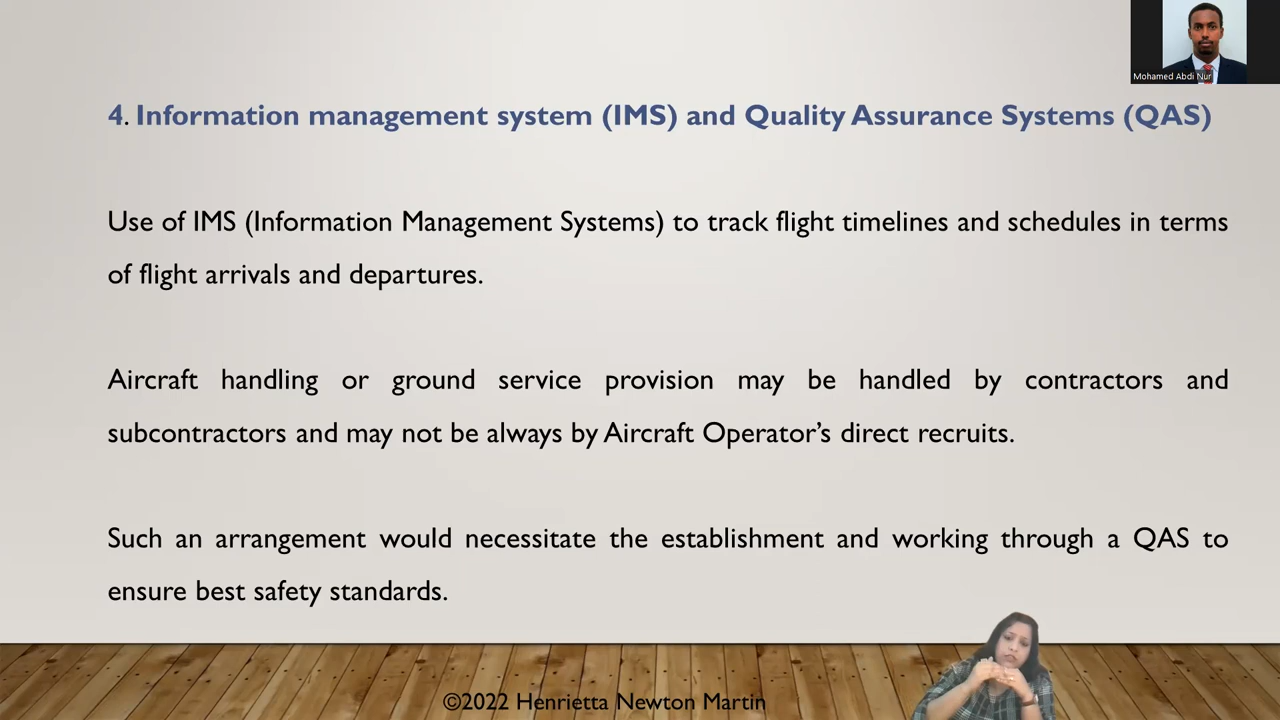 Mohamed Abdi Nur
4. Information management system (IMS) and Quality Assurance Systems (QAS)
Use of IMS (Information Management Systems) to track flight timelines and schedules in terms
of flight arrivals and departures.
Aircraft handling or ground service provision may be handled by contractors and
subcontractors and may not be always by Aircraft Operator’s direct recruits.
Such an arrangement would necessitate the establishment and working through a QAS to
ensure best safety standards.
©2022 Henrietta Newton Martin